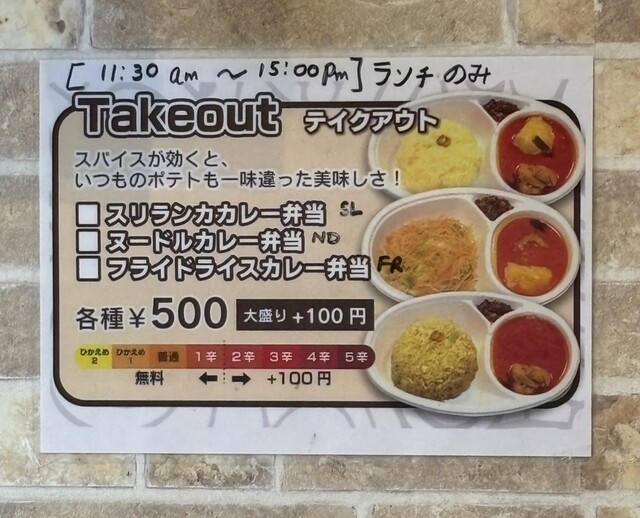 [ 11:30 am ～ 15:00 Pm ] ランチ のみ
Takeout テイクアウト
スパイスが効くと、
いつものポテトも一味違った美味しさ！
スリランカカレー弁当 SL
ヌードルカレー弁当 ND
フライドライスカレー弁当 FR
各種￥500 大盛り +100円
ひかえめ2 ひかえめ1 普通 1辛 2辛 3辛 4辛 5辛
無料 ← → +100円